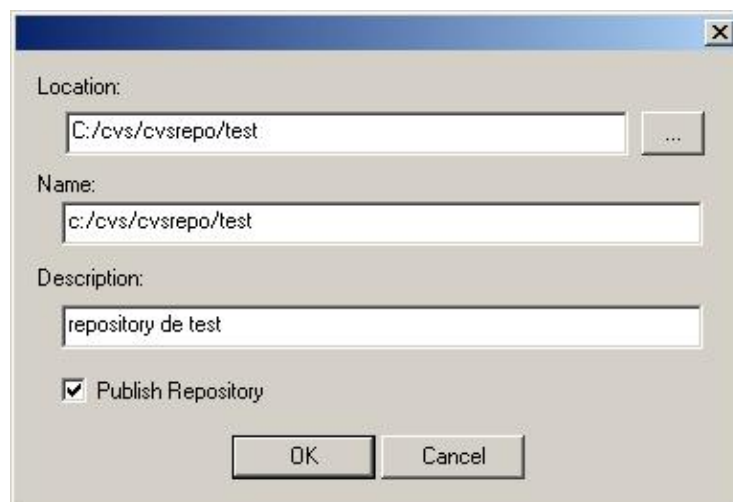 Location:
C:/cvs/cvsrepo/test
...
Name:
c:/cvs/cvsrepo/test
Description:
repository de test
Publish Repository
OK
Cancel